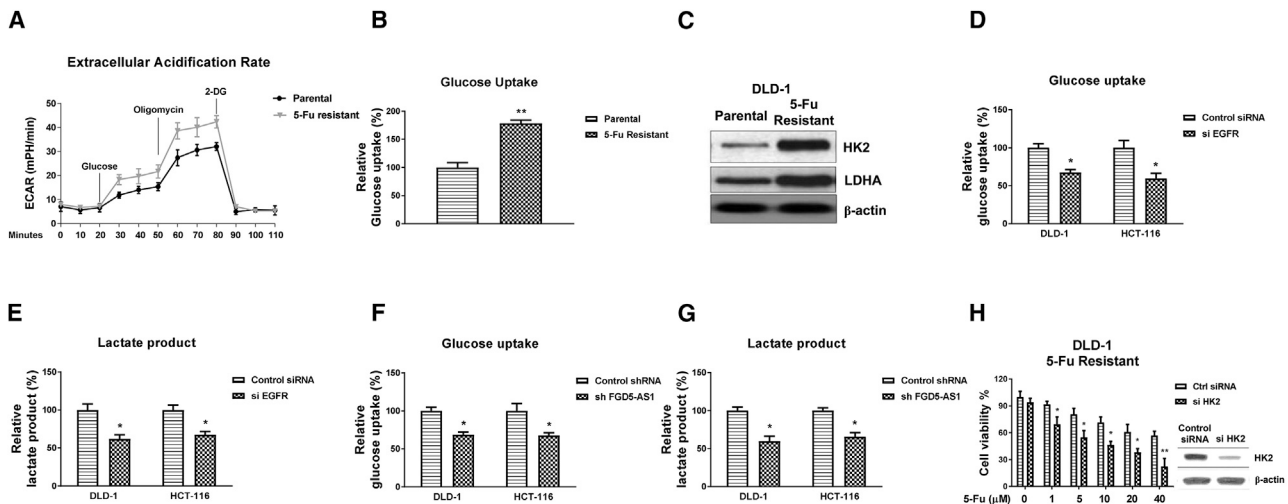 A
Extracellular Acidification Rate
ECAR (mPH/min)
50
40
30
20
10
0
Glucose
Oligomycin
2-DG
Parental
5-Fu resistant
Minutes 0 10 20 30 40 50 60 70 80 90 100 110
B
Glucose Uptake
Relative
Glucose uptake (%)
200
150
100
50
0
**
Parental
5-Fu Resistant
C
DLD-1
Parental
5-Fu
Resistant
HK2
LDHA
β-actin
D
Glucose uptake
Relative
glucose uptake (%)
150
100
50
0
* *
Control siRNA
si EGFR
DLD-1 HCT-116
E
Lactate product
Relative
lactate product (%)
150
100
50
0
* *
Control siRNA
si EGFR
DLD-1 HCT-116
F
Glucose uptake
Relative
glucose uptake (%)
150
100
50
0
* *
Control shRNA
sh FGD5-AS1
DLD-1 HCT-116
G
Lactate product
Relative
lactate product (%)
150
100
50
0
* *
Control shRNA
sh FGD5-AS1
DLD-1 HCT-116
H
DLD-1
5-Fu Resistant
Cell viability %
120
90
60
30
0
* * * * **
Ctrl siRNA
si HK2
5-Fu (μM) 0 1 5 10 20 40
Control
siRNA si HK2
HK2
β-actin